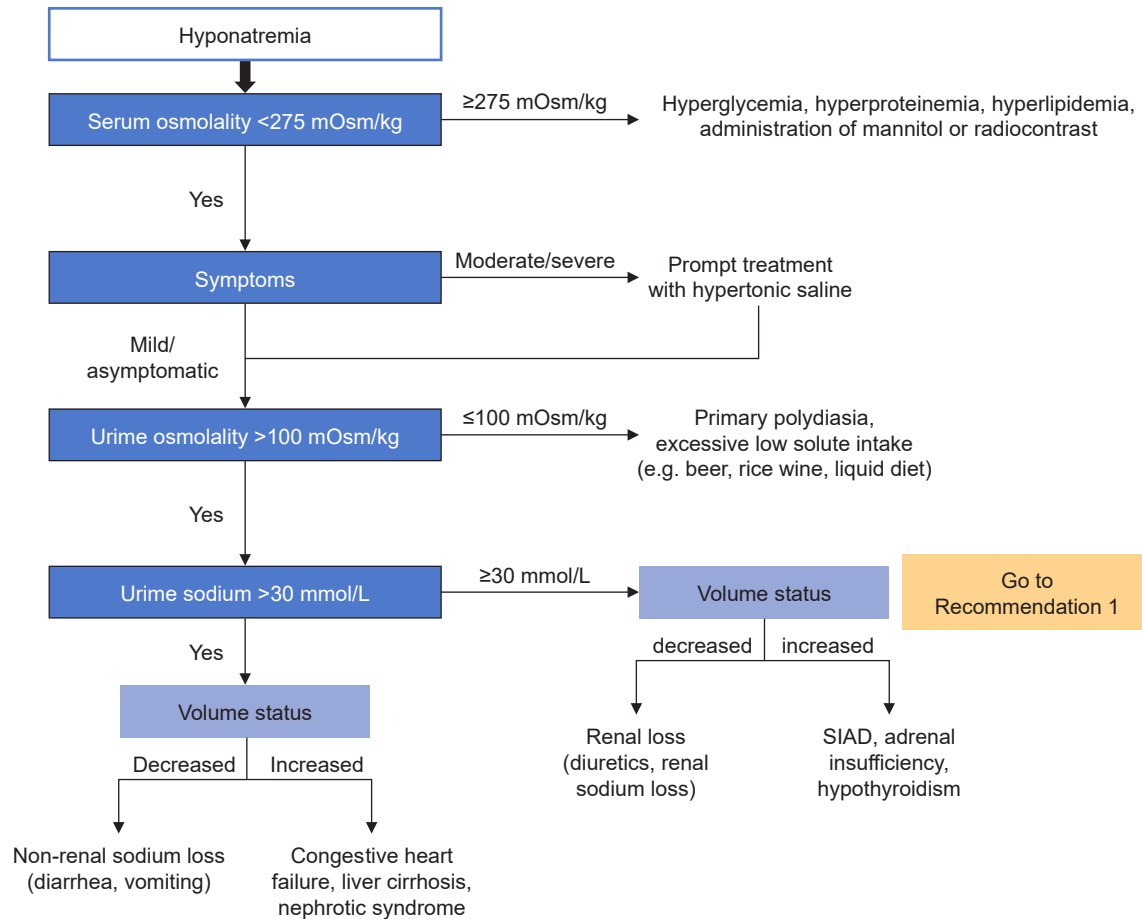 Hyponatremia
Serum osmolality <275 mOsm/kg
≥275 mOsm/kg
Hyperglycemia, hyperproteinemia, hyperlipidemia,
administration of mannitol or radiocontrast
Yes
Symptoms
Moderate/severe
Prompt treatment
with hypertonic saline
Mild/
asymptomatic
Urime osmolality >100 mOsm/kg
≤100 mOsm/kg
Primary polydiasia,
excessive low solute intake
(e.g. beer, rice wine, liquid diet)
Yes
Urime sodium >30 mmol/L
≥30 mmol/L
Volume status
Go to
Recommendation 1
Yes
decreased
increased
Volume status
Renal loss
(diuretics, renal
sodium loss)
SIAD, adrenal
insufficiency,
hypothyroidism
Decreased
Increased
Non-renal sodium loss
(diarrhea, vomiting)
Congestive heart
failure, liver cirrhosis,
nephrotic syndrome